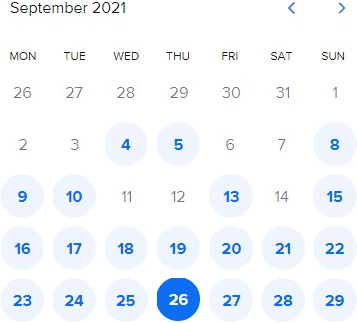 September 2021
MON TUE WED THU FRI SAT SUN
26 27 28 29 30 31 1
2 3 4 5 6 7 8
9 10 11 12 13 14 15
16 17 18 19 20 21 22
23 24 25 26 27 28 29